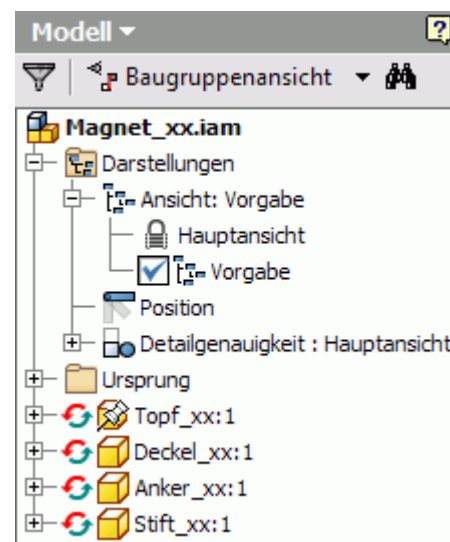 Modell
Baugruppenansicht
Magnet_xx.iam
Darstellungen
Ansicht: Vorgabe
Hauptansicht
Vorgabe
Position
Detailgenauigkeit : Hauptansicht
Ursprung
Topf_xx:1
Deckel_xx:1
Anker_xx:1
Stift_xx:1